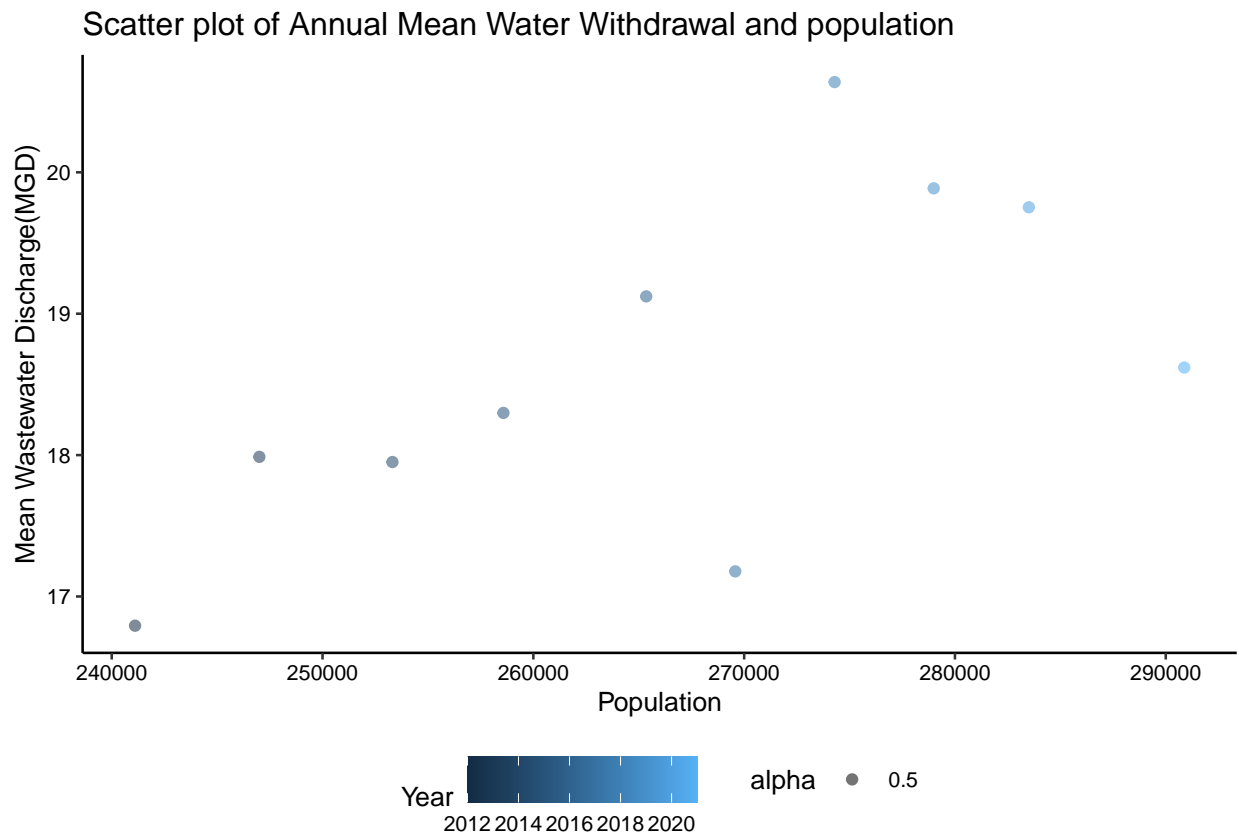 Scatter plot of Annual Mean Water Withdrawal and population
Mean Wastewater Discharge(MGD)
20
19
18
17
240000 250000 260000 270000 280000 290000
Population
Year
2012 2014 2016 2018 2020
alpha 0.5